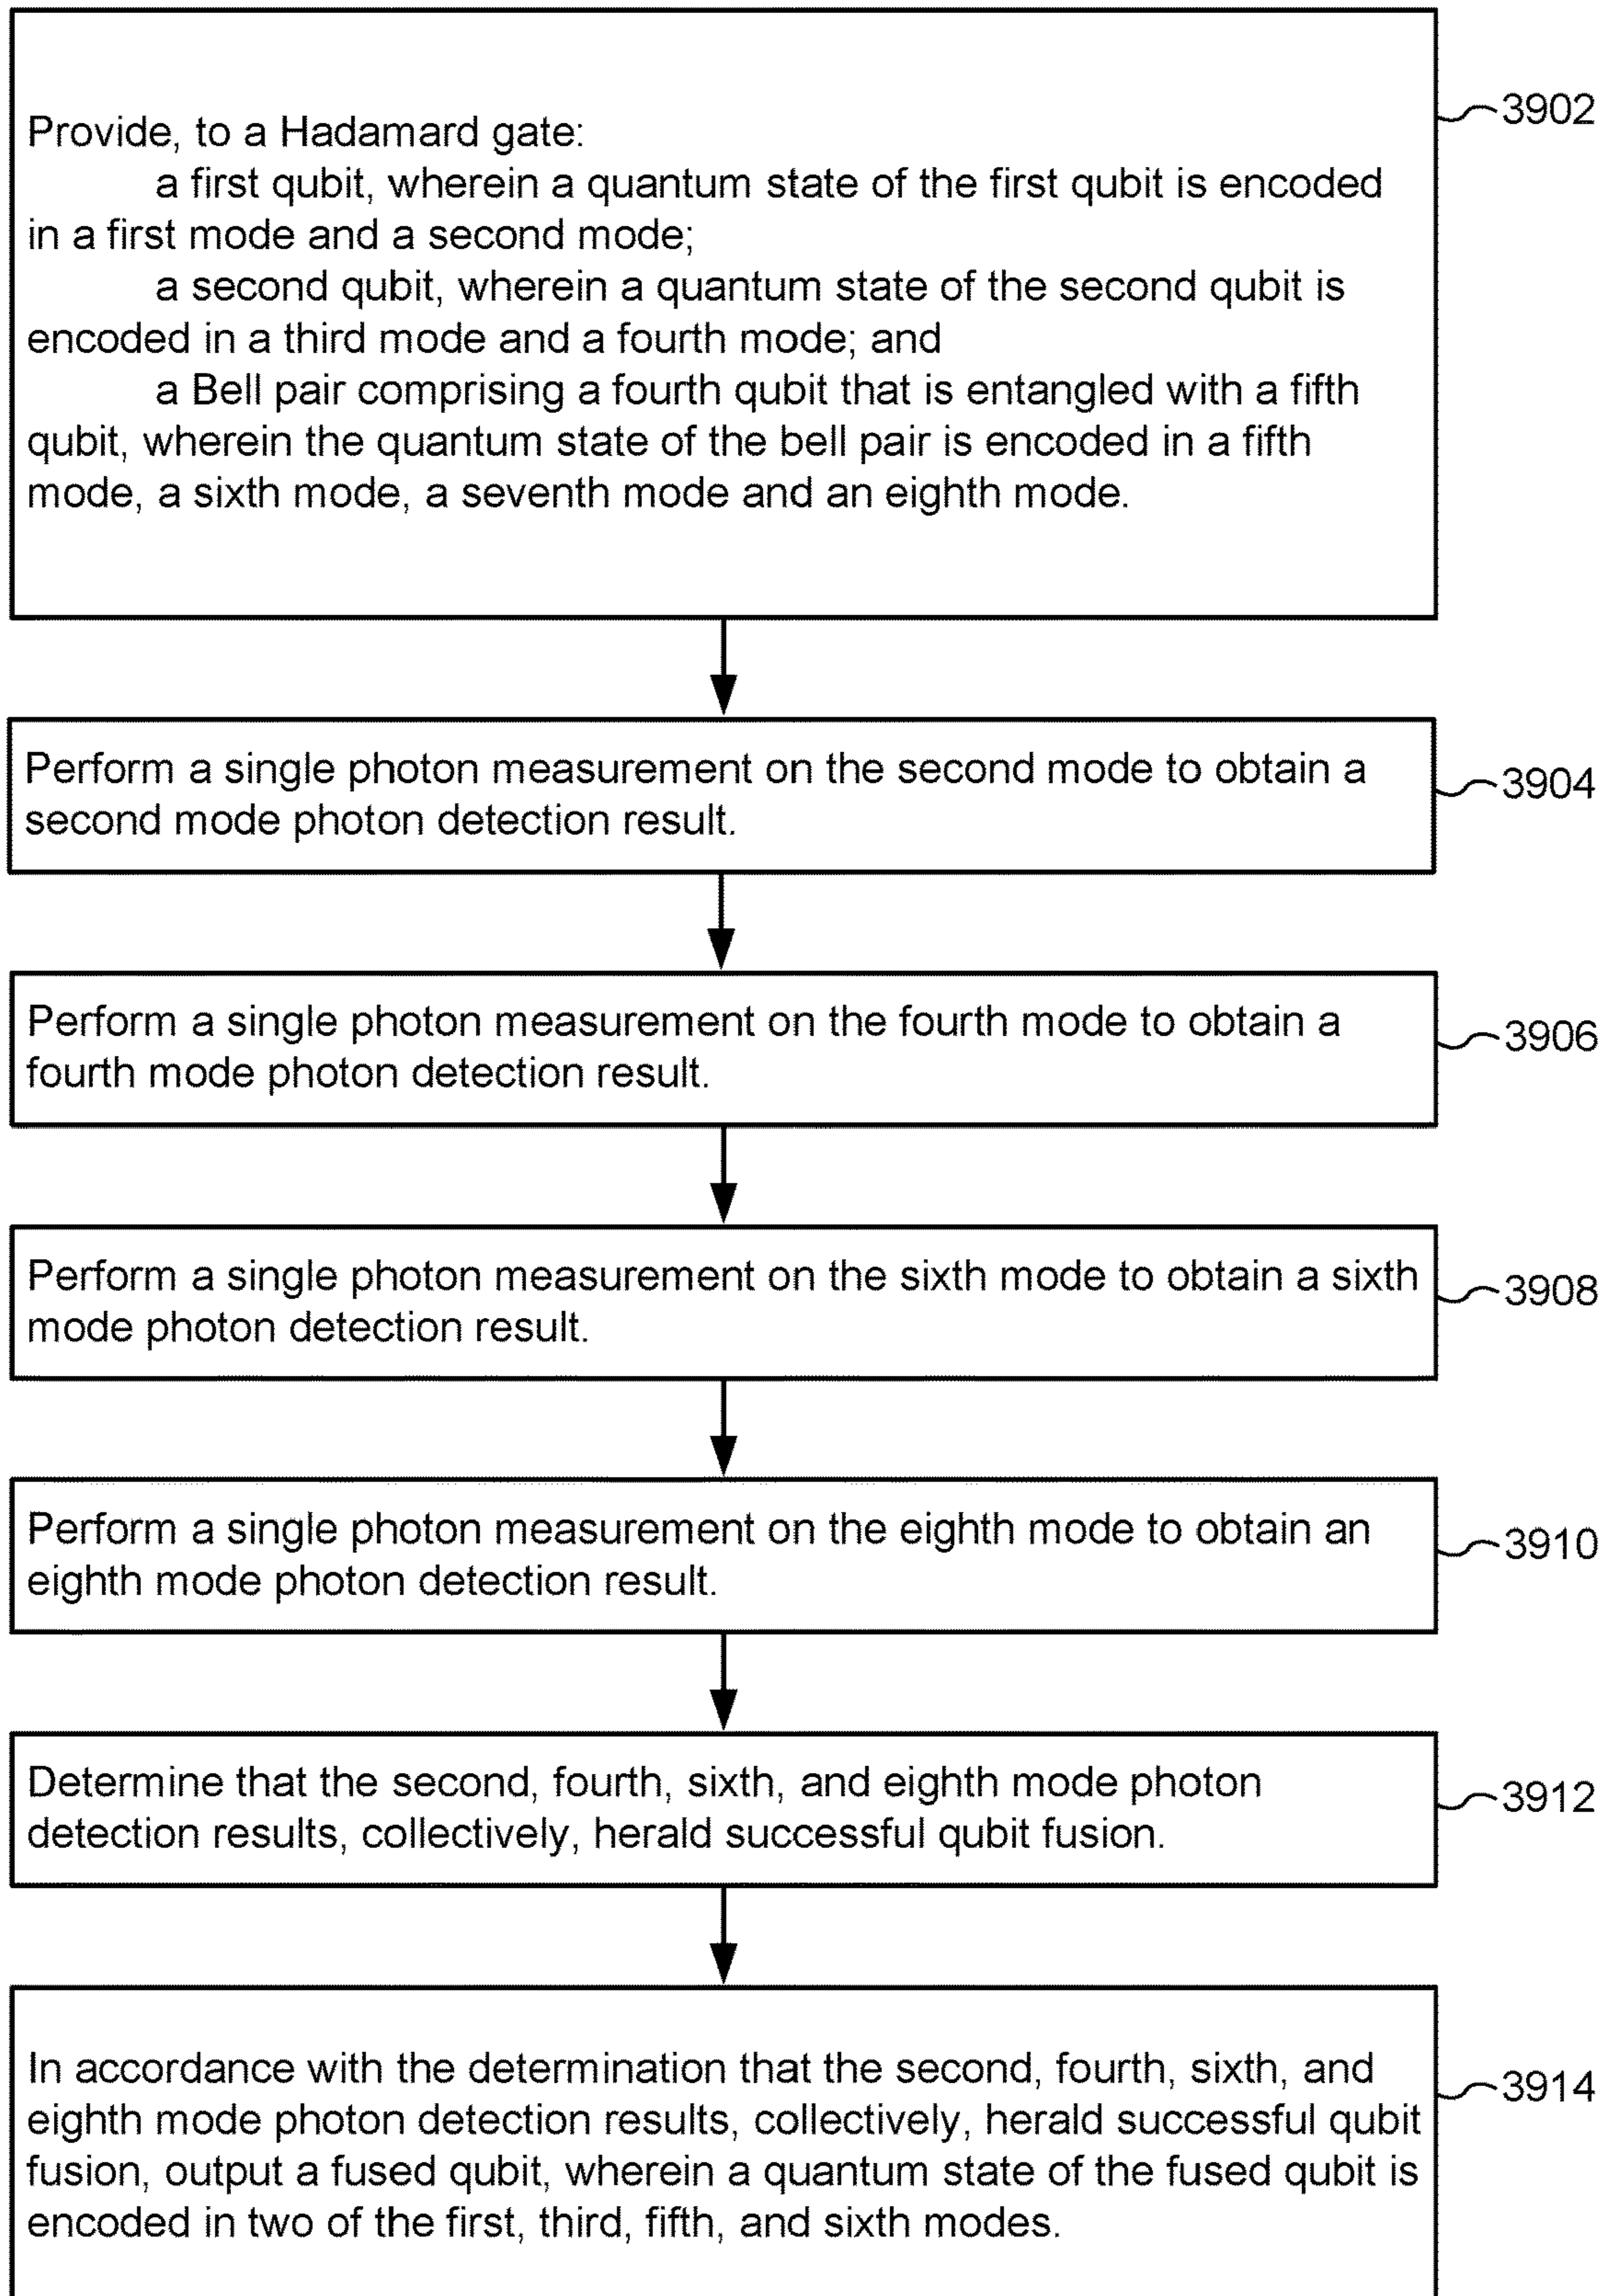 Provide, to a Hadamard gate:
a first qubit, wherein a quantum state of the first qubit is encoded
in a first mode and a second mode;
a second qubit, wherein a quantum state of the second qubit is
encoded in a third mode and a fourth mode; and
a Bell pair comprising a fourth qubit that is entangled with a fifth
qubit, wherein the quantum state of the bell pair is encoded in a fifth
mode, a sixth mode, a seventh mode and an eighth mode.
3902
Perform a single photon measurement on the second mode to obtain a
second mode photon detection result.
3904
Perform a single photon measurement on the fourth mode to obtain a
fourth mode photon detection result.
3906
Perform a single photon measurement on the sixth mode to obtain a sixth
mode photon detection result.
3908
Perform a single photon measurement on the eighth mode to obtain an
eighth mode photon detection result.
3910
Determine that the second, fourth, sixth, and eighth mode photon
detection results, collectively, herald successful qubit fusion.
3912
In accordance with the determination that the second, fourth, sixth, and
eighth mode photon detection results, collectively, herald successful qubit
fusion, output a fused qubit, wherein a quantum state of the fused qubit is
encoded in two of the first, third, fifth, and sixth modes.
3914